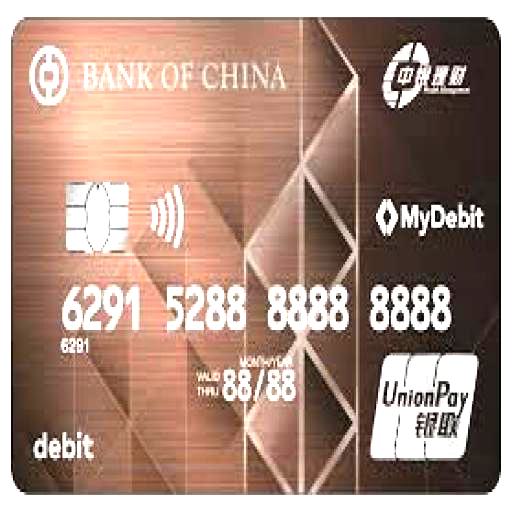 BANK OF CHINA
中银理财
MyDebit
6291 5288 8888 8888
6291
MONTH/YEAR
VALID THRU 88/88
debit
UnionPay
银联